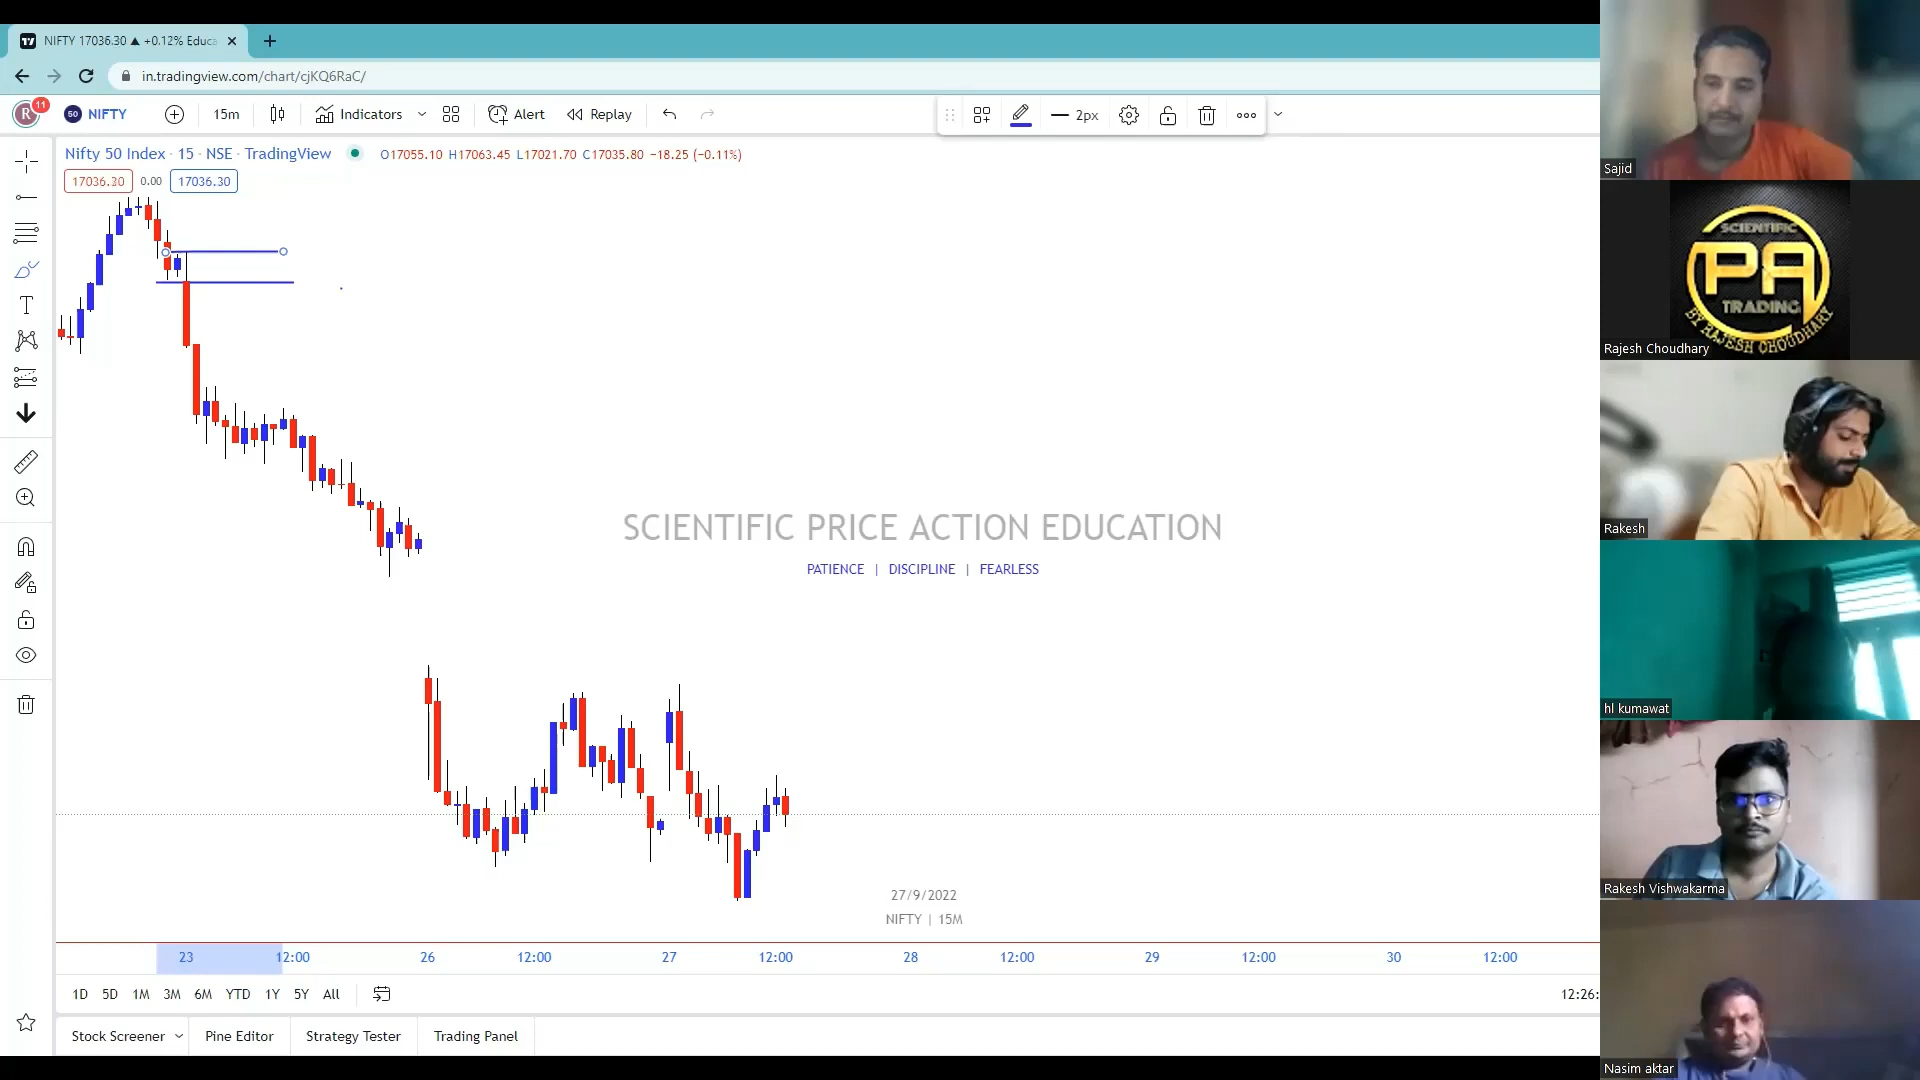 NIFTY 17036.30 ▲ +0.12% Educa
in.tradingview.com/chart/cjKQ6RaC/
R 11 50 NIFTY 15m Indicators Alert Replay 2px
Nifty 50 Index · 15 · NSE · TradingView O17055.10 H17063.45 L17021.70 C17035.80 −18.25 (−0.11%)
17036.30 0.00 17036.30
SCIENTIFIC PRICE ACTION EDUCATION
PATIENCE | DISCIPLINE | FEARLESS
27/9/2022
NIFTY | 15M
23 12:00 26 12:00 27 12:00 28 12:00 29 12:00 30 12:00
1D 5D 1M 3M 6M YTD 1Y 5Y All 12:26:
Stock Screener Pine Editor Strategy Tester Trading Panel
Sajid
SCIENTIFIC
PA
TRADING
BY RAJESH CHOUDHARY
Rajesh Choudhary
Rakesh
hl kumawat
Rakesh Vishwakarma
Nasim aktar